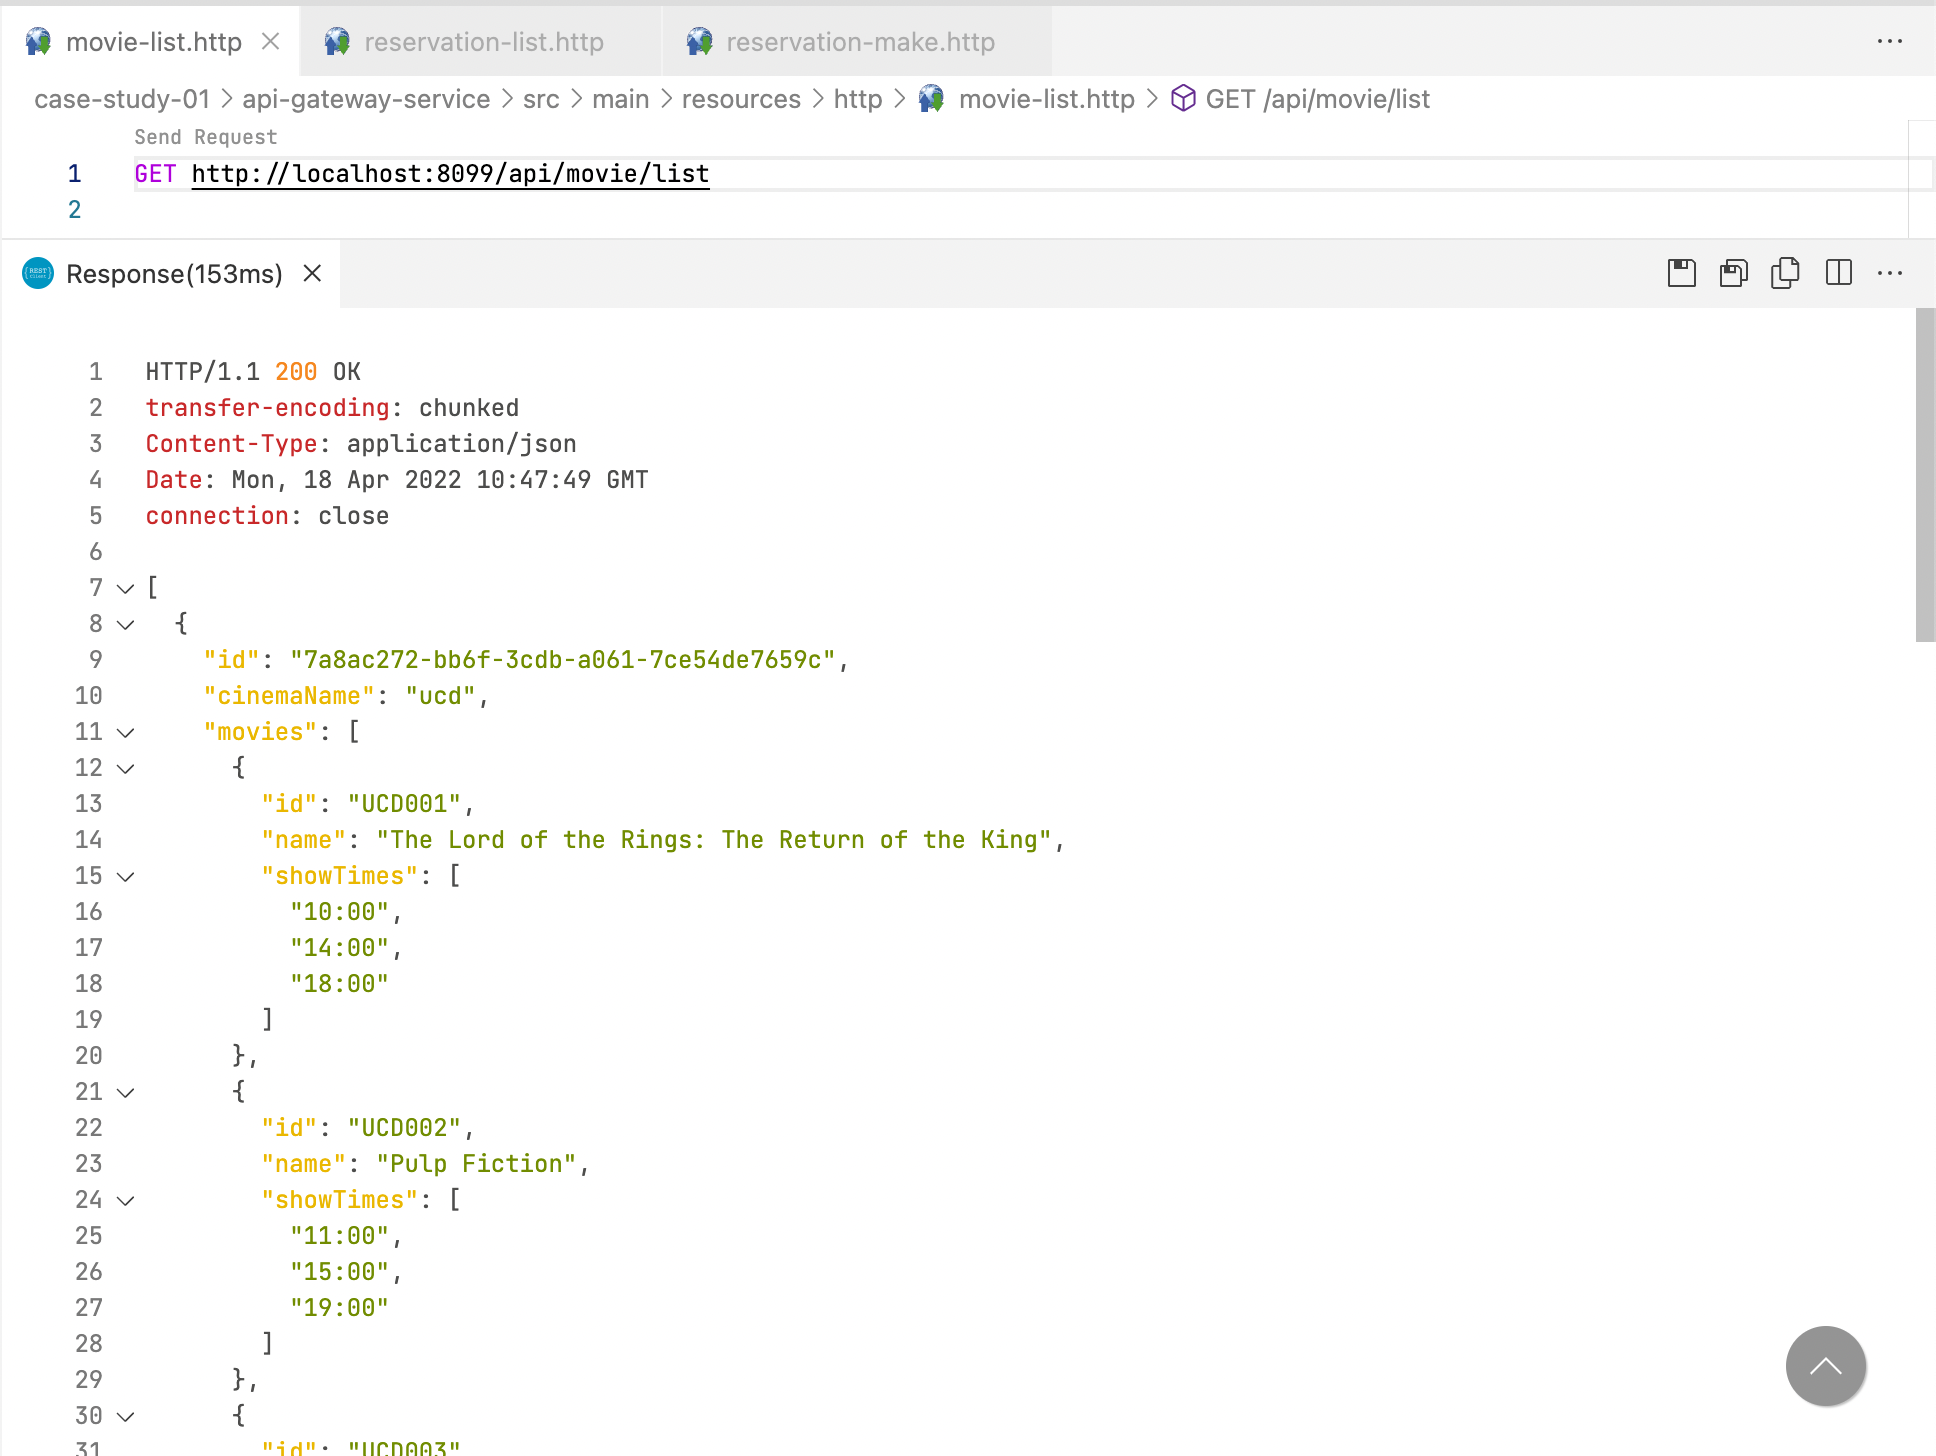 movie-list.http
reservation-list.http
reservation-make.http
case-study-01 > api-gateway-service > src > main > resources > http > movie-list.http > GET /api/movie/list
Send Request
1 GET http://localhost:8099/api/movie/list
2
REST Client Response(153ms)
1 HTTP/1.1 200 OK
2 transfer-encoding: chunked
3 Content-Type: application/json
4 Date: Mon, 18 Apr 2022 10:47:49 GMT
5 connection: close
6
7 [
8 {
9 "id": "7a8ac272-bb6f-3cdb-a061-7ce54de7659c",
10 "cinemaName": "ucd",
11 "movies": [
12 {
13 "id": "UCD001",
14 "name": "The Lord of the Rings: The Return of the King",
15 "showTimes": [
16 "10:00",
17 "14:00",
18 "18:00"
19 ]
20 },
21 {
22 "id": "UCD002",
23 "name": "Pulp Fiction",
24 "showTimes": [
25 "11:00",
26 "15:00",
27 "19:00"
28 ]
29 },
30 {
31 "id": "UCD003"